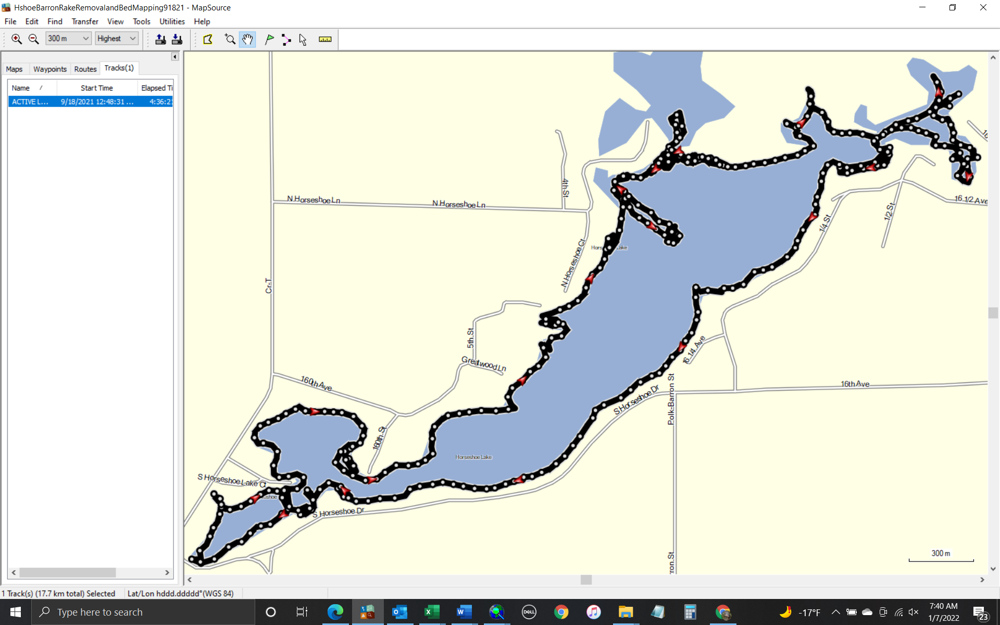 HshoeBarronRakeRemovalandBedMapping91821 - MapSource
File Edit Find Transfer View Tools Utilities Help
300 m Highest
Maps Waypoints Routes Tracks(1)
Name / Start Time Elapsed Ti
ACTIVE L... 9/18/2021 12:48:31 ... 4:36:21
4th St
N Horseshoe Ln
N Horseshoe Ln
16 1/2 Ave
1/2 St
1/4 St
N Horseshoe Ct
Lake
Cr-T
5th St
Greatwood Ln
16 1/4 Ave
160th Ave
16th Ave
S Horseshoe Dr
Polk-Barron St
160th St
Horseshoe Lake
S Horseshoe Lake Ct
S Horseshoe Dr
300 m
rron St
1 Track(s) (17.7 km total) Selected Lat/Lon hddd.ddddd°(WGS 84)
Type here to search
DELL
-17°F
7:40 AM
1/7/2022
23